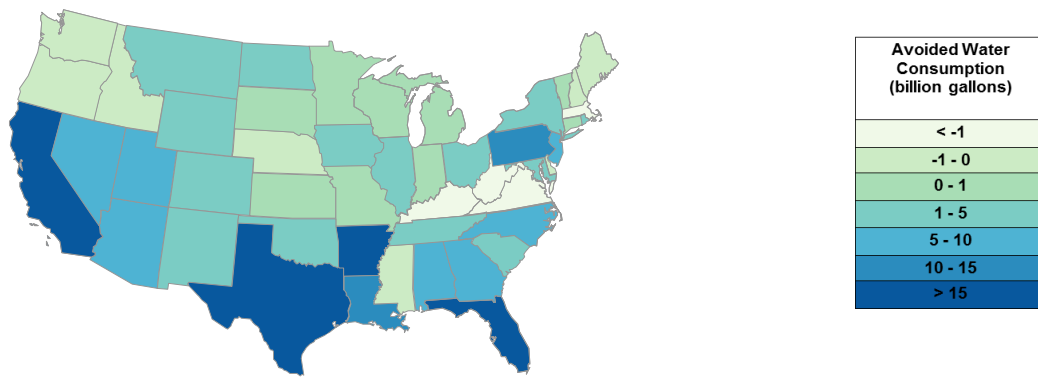 Avoided Water
Consumption
(billion gallons)
< -1
-1 - 0
0 - 1
1 - 5
5 - 10
10 - 15
> 15